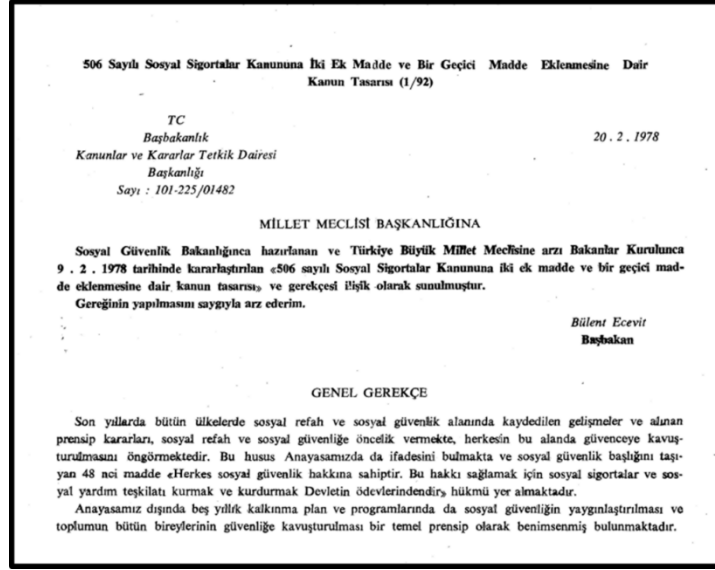 506 Sayılı Sosyal Sigortalar Kanununa İki Ek Madde ve Bir Geçici Madde Eklenmesine Dair
Kanun Tasarısı (1/92)
TC
Başbakanlık
20 . 2 . 1978
Kanunlar ve Kararlar Tetkik Dairesi
Başkanlığı
Sayı : 101-225/01482
MİLLET MECLİSİ BAŞKANLIĞINA
Sosyal Güvenlik Bakanlığınca hazırlanan ve Türkiye Büyük Millet Meclisine arzı Bakanlar Kurulunca
9 . 2 . 1978 tarihinde kararlaştırılan «506 sayılı Sosyal Sigortalar Kanununa iki ek madde ve bir geçici mad-
de eklenmesine dair kanun tasarısı» ve gerekçesi ilişik olarak sunulmuştur.
Gereğinin yapılmasını saygıyla arz ederim.
Bülent Ecevit
Başbakan
GENEL GEREKÇE
Son yıllarda bütün ülkelerde sosyal refah ve sosyal güvenlik alanında kaydedilen gelişmeler ve alınan
prensip kararları, sosyal refah ve sosyal güvenliğe öncelik vermekte, herkesin bu alanda güvenceye kavuş-
turulmasını öngörmektedir. Bu husus Anayasamızda da ifadesini bulmakta ve sosyal güvenlik başlığını taşı-
yan 48 nci madde «Herkes sosyal güvenlik hakkına sahiptir. Bu hakkı sağlamak için sosyal sigortalar ve sos-
yal yardım teşkilatı kurmak ve kurdurmak Devletin ödevlerindendir» hükmü yer almaktadır.
Anayasamız dışında beş yıllık kalkınma plan ve programlarında da sosyal güvenliğin yaygınlaştırılması ve
toplumun bütün bireylerinin güvenliğe kavuşturulması bir temel prensip olarak benimsenmiş bulunmaktadır.